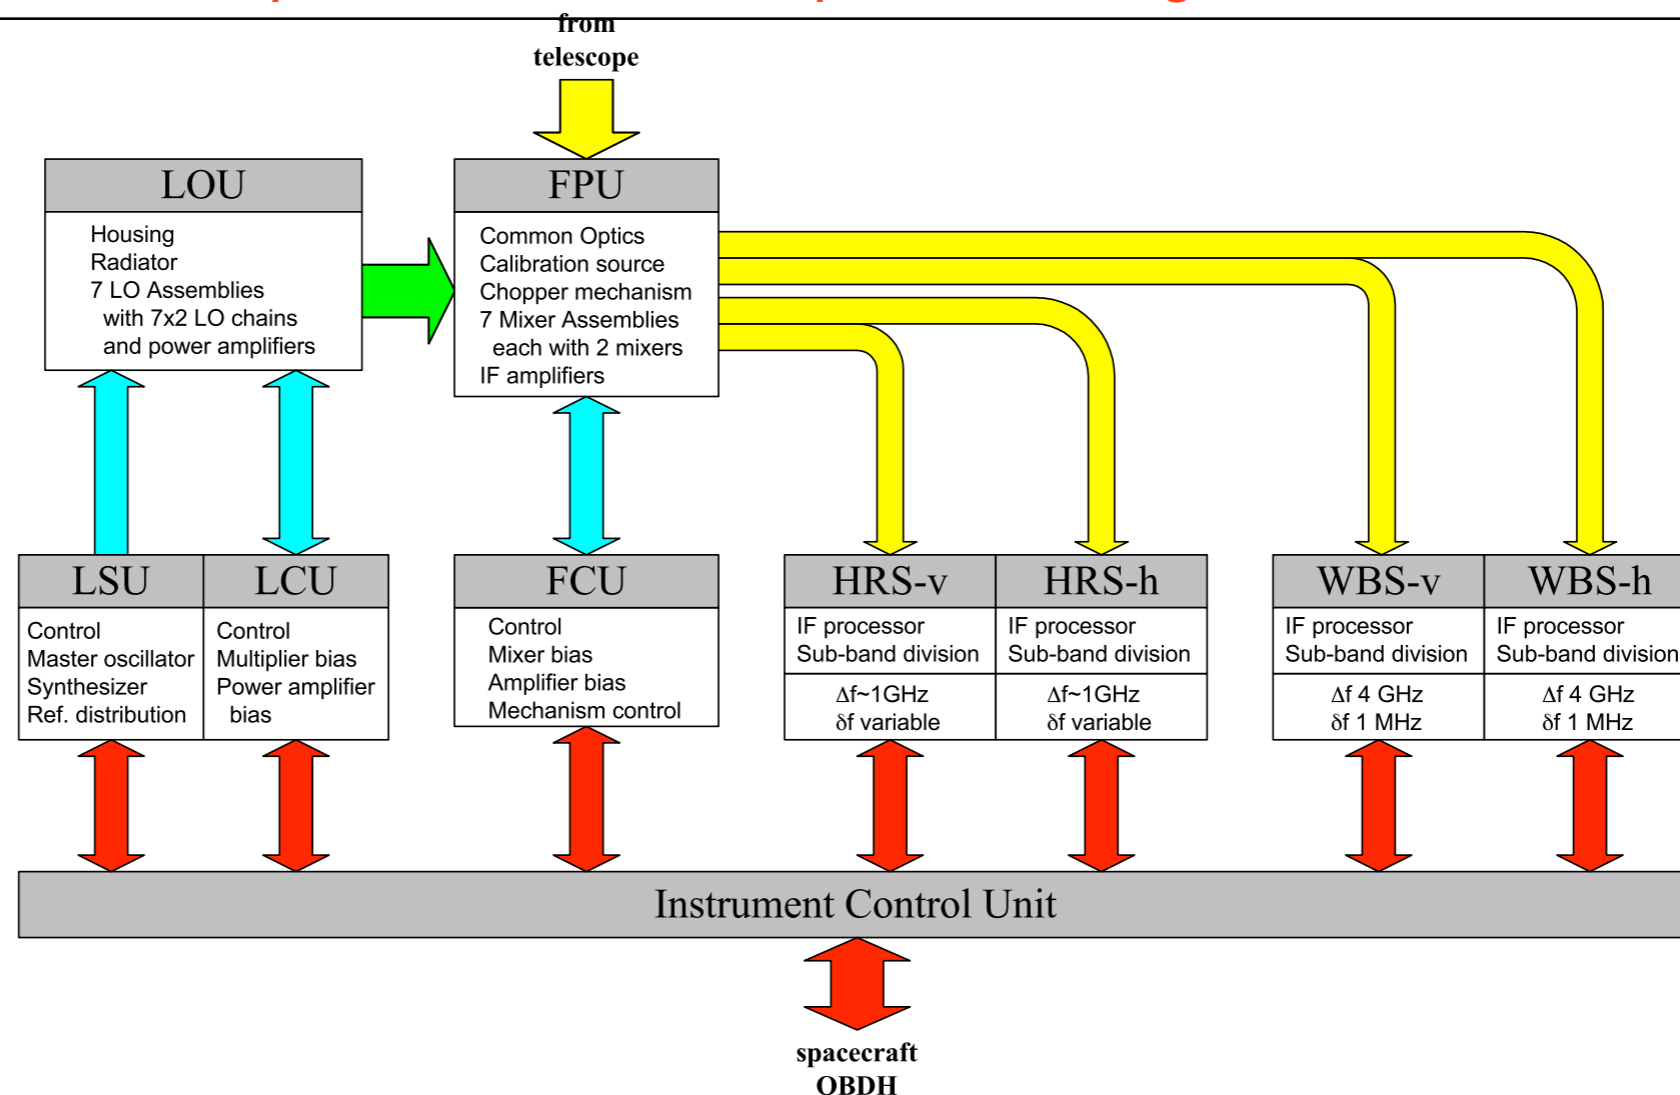 from
telescope
LOU
Housing
Radiator
7 LO Assemblies
with 7x2 LO chains
and power amplifiers
FPU
Common Optics
Calibration source
Chopper mechanism
7 Mixer Assemblies
each with 2 mixers
IF amplifiers
LSU
Control
Master oscillator
Synthesizer
Ref. distribution
LCU
Control
Multiplier bias
Power amplifier
bias
FCU
Control
Mixer bias
Amplifier bias
Mechanism control
HRS-v
IF processor
Sub-band division
Δf~1GHz
δf variable
HRS-h
IF processor
Sub-band division
Δf~1GHz
δf variable
WBS-v
IF processor
Sub-band division
Δf 4 GHz
δf 1 MHz
WBS-h
IF processor
Sub-band division
Δf 4 GHz
δf 1 MHz
Instrument Control Unit
spacecraft
OBDH